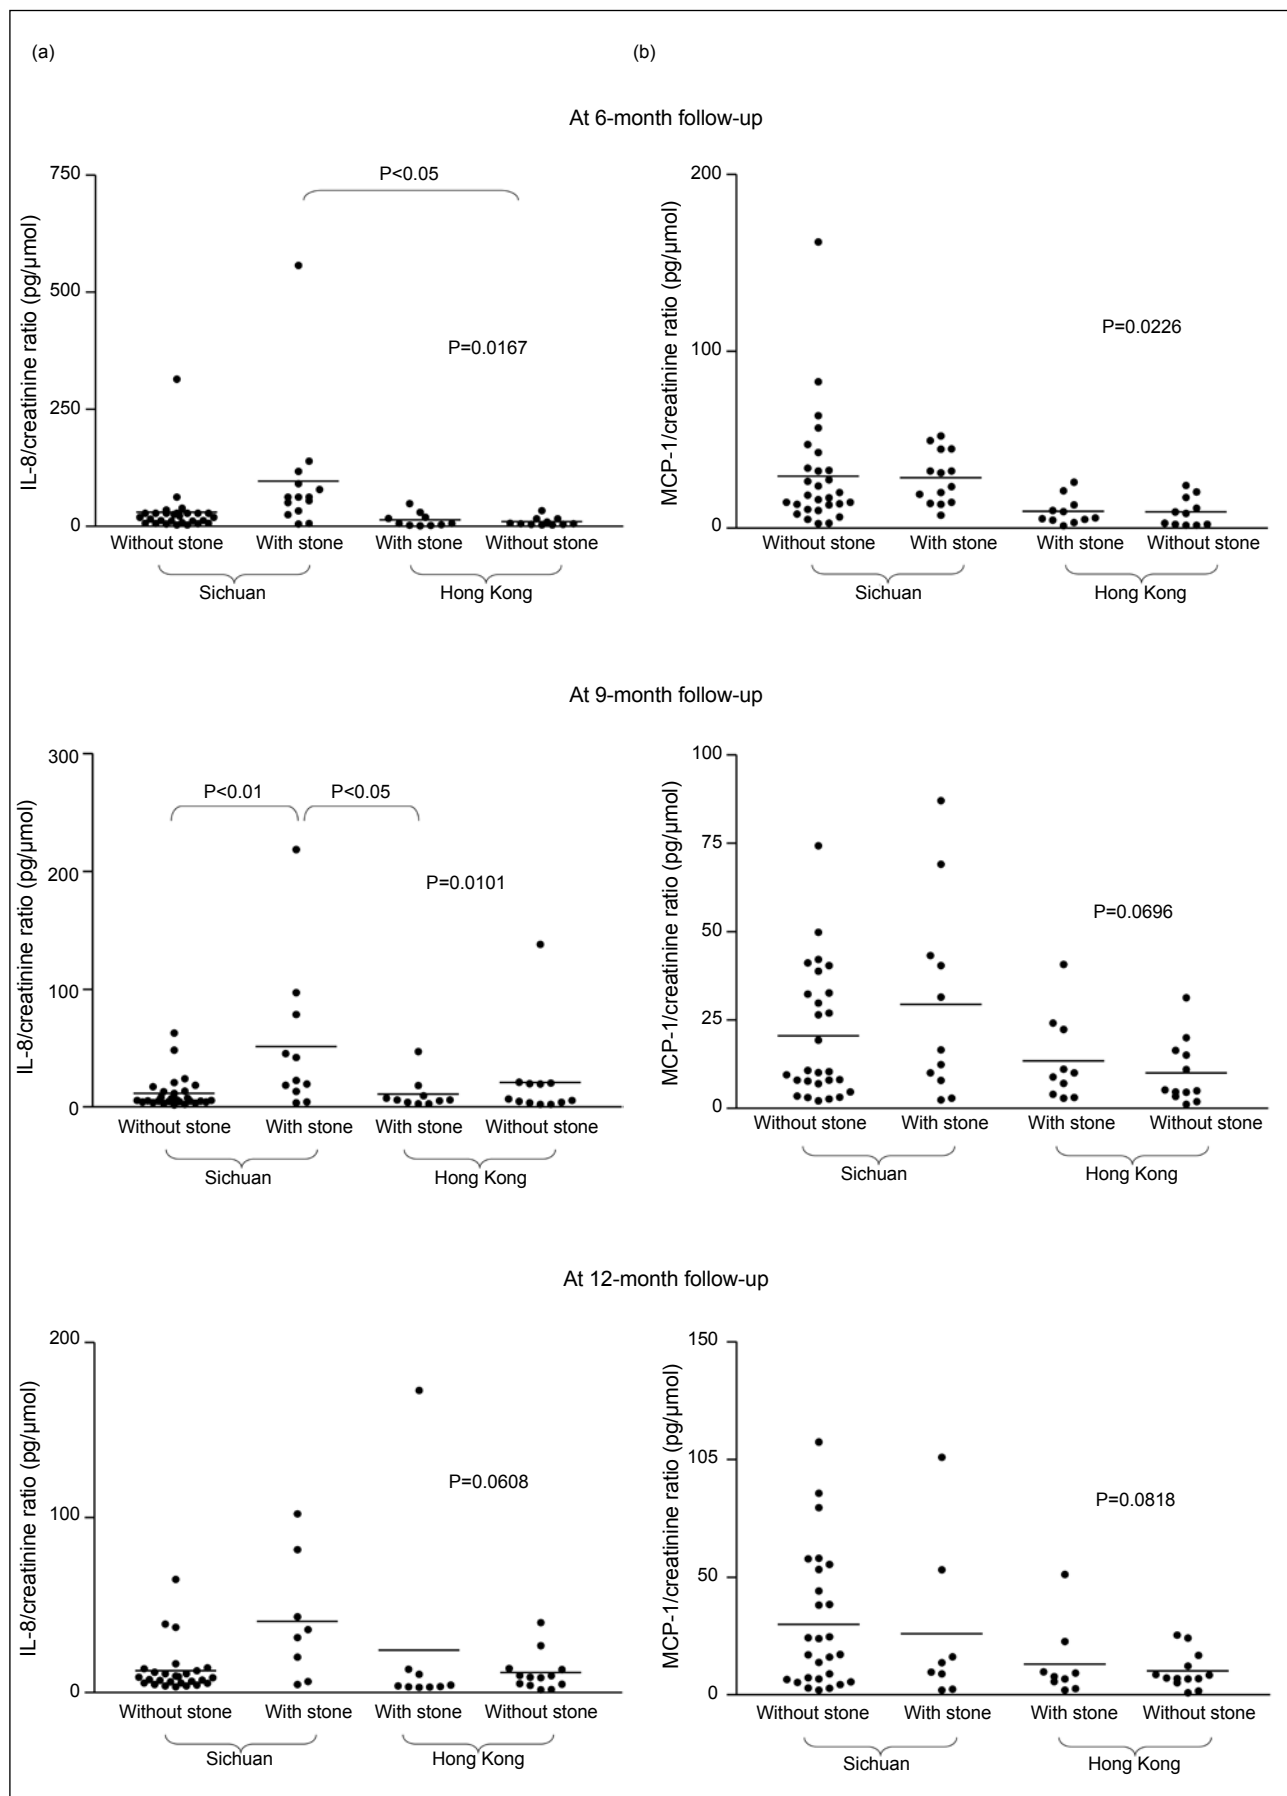 (a) (b)
At 6-month follow-up
IL-8/creatinine ratio (pg/µmol)
750
500
250
0
P<0.05
P=0.0167
Without stone With stone With stone Without stone
Sichuan Hong Kong
MCP-1/creatinine ratio (pg/µmol)
200
100
0
P=0.0226
Without stone With stone With stone Without stone
Sichuan Hong Kong
At 9-month follow-up
IL-8/creatinine ratio (pg/µmol)
300
200
100
0
P<0.01 P<0.05
P=0.0101
Without stone With stone With stone Without stone
Sichuan Hong Kong
MCP-1/creatinine ratio (pg/µmol)
100
75
50
25
0
P=0.0696
Without stone With stone With stone Without stone
Sichuan Hong Kong
At 12-month follow-up
IL-8/creatinine ratio (pg/µmol)
200
100
0
P=0.0608
Without stone With stone With stone Without stone
Sichuan Hong Kong
MCP-1/creatinine ratio (pg/µmol)
150
105
50
0
P=0.0818
Without stone With stone With stone Without stone
Sichuan Hong Kong